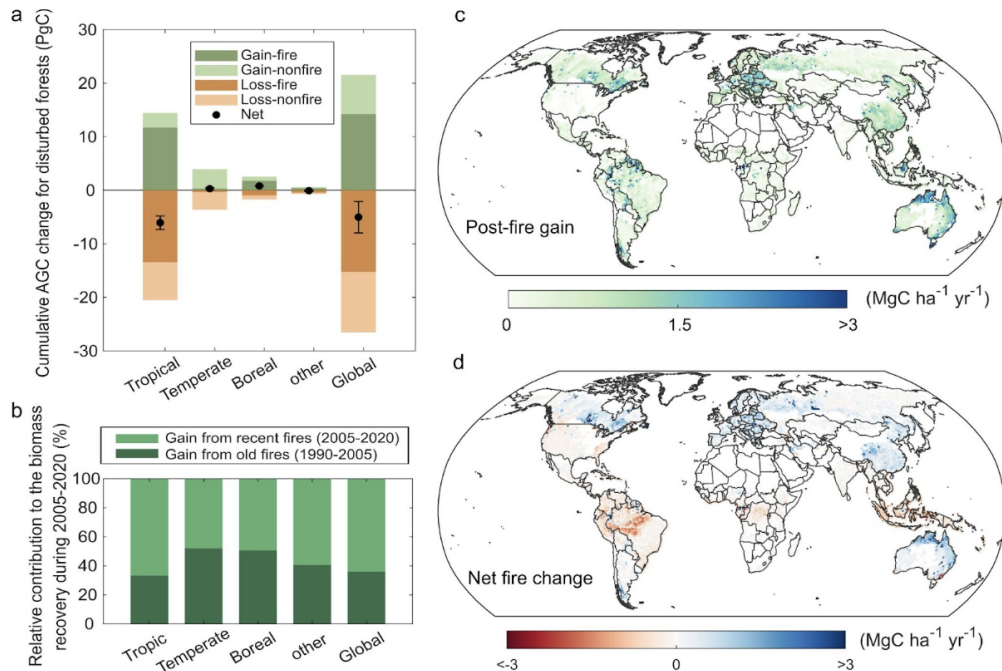 a
Cumulative AGC change for disturbed forests (PgC)
30
20
10
0
-10
-20
-30
Gain-fire
Gain-nonfire
Loss-fire
Loss-nonfire
Net
Tropical
Temperate
Boreal
other
Global
b
Relative contribution to the biomass
recovery during 2005-2020 (%)
Gain from recent fires (2005-2020)
Gain from old fires (1990-2005)
100
80
60
40
20
0
Tropic
Temperate
Boreal
other
Global
c
Post-fire gain
(MgC ha⁻¹ yr⁻¹)
0 1.5 >3
d
Net fire change
(MgC ha⁻¹ yr⁻¹)
<-3 0 >3